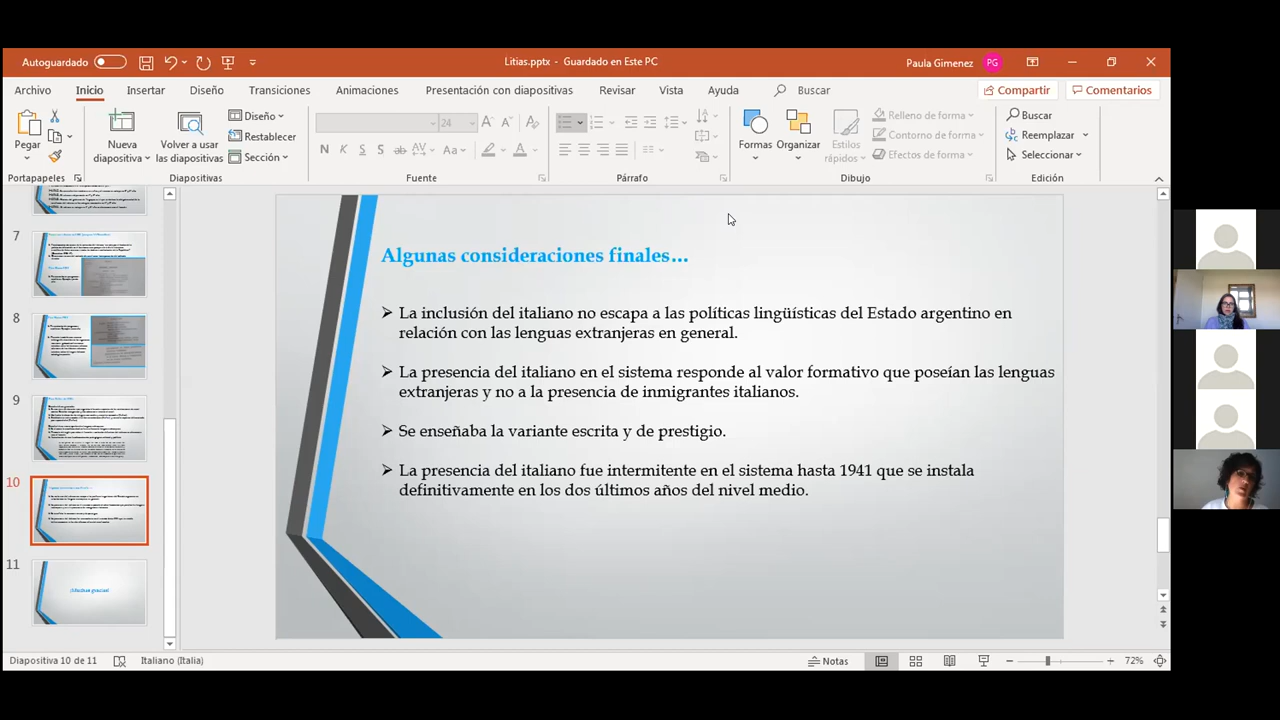 Autoguardado
Litias.pptx - Guardado en Este PC
Paula Gimenez
PG
Archivo
Inicio
Insertar
Diseño
Transiciones
Animaciones
Presentación con diapositivas
Revisar
Vista
Ayuda
Buscar
Compartir
Comentarios
Pegar
Nueva
diapositiva
Volver a usar
las diapositivas
Diseño
Restablecer
Sección
24
N K S S ab AV Aa A
Formas
Organizar
Estilos
rápidos
Relleno de forma
Contorno de forma
Efectos de forma
Buscar
Reemplazar
Seleccionar
Portapapeles
Diapositivas
Fuente
Párrafo
Dibujo
Edición
7
8
9
10
11
¡Muchas gracias!
Algunas consideraciones finales...
La inclusión del italiano no escapa a las políticas lingüísticas del Estado argentino en
relación con las lenguas extranjeras en general.
La presencia del italiano en el sistema responde al valor formativo que poseían las lenguas
extranjeras y no a la presencia de inmigrantes italianos.
Se enseñaba la variante escrita y de prestigio.
La presencia del italiano fue intermitente en el sistema hasta 1941 que se instala
definitivamente en los dos últimos años del nivel medio.
Diapositiva 10 de 11
Italiano (Italia)
Notas
72%